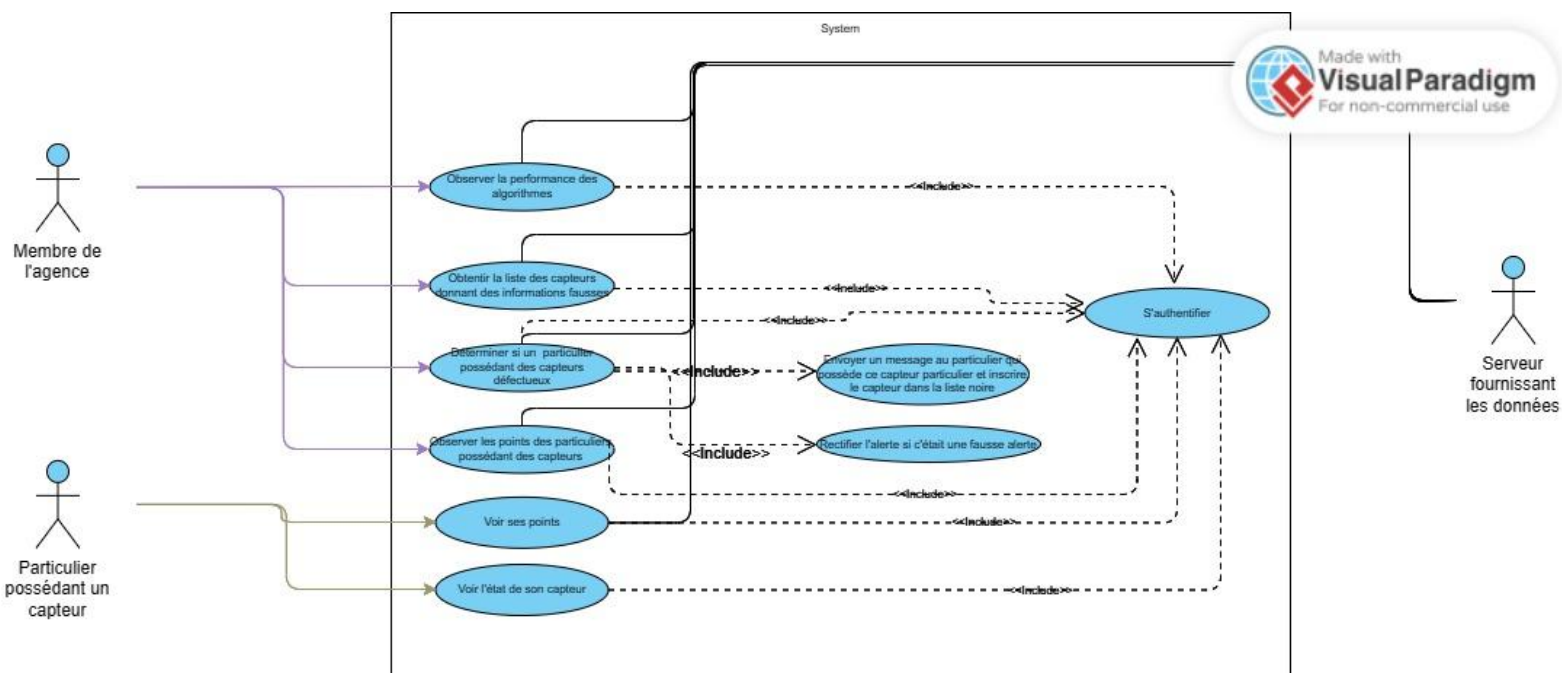 System
Made with
Visual Paradigm
For non-commercial use
Membre de
l'agence
Observer la performance des
algorithmes
<<Include>>
Obtentir la liste des capteurs
donnant des informations fausses
<<Include>>
<<Include>>
S'authentifier
Déterminer si un particulier
possédant des capteurs
défectueux
<<Include>>
Envoyer un message au particulier qui
possède ce capteur particulier et inscrire
le capteur dans la liste noire
Serveur
fournissant
les données
Observer les points des particuliers
possédant des capteurs
<<Include>>
Rectifier l'alerte si c'était une fausse alerte
<<Include>>
Voir ses points
<<Include>>
Particulier
possédant un
capteur
Voir l'état de son capteur
<<Include>>